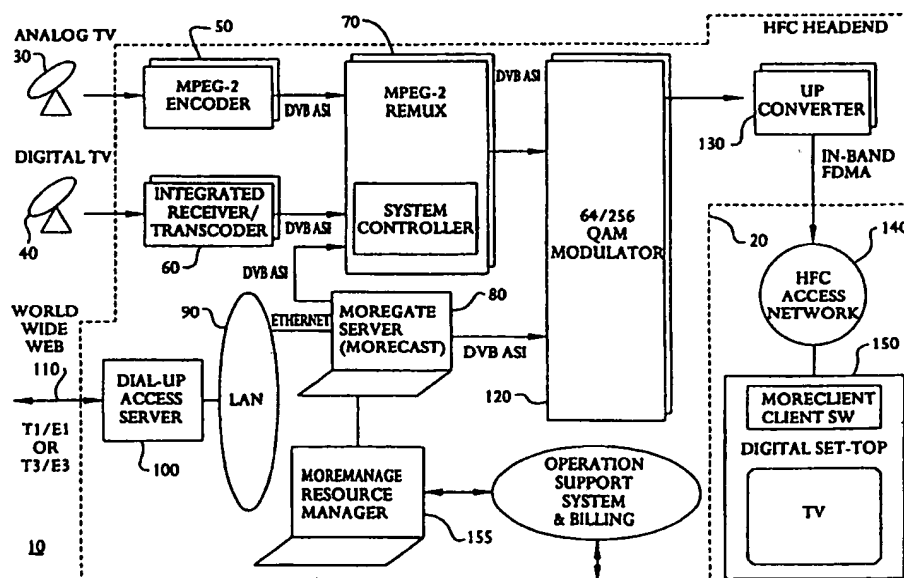 ANALOG TV
30
50
MPEG-2
ENCODER
DVB ASI
70
MPEG-2
REMUX
SYSTEM
CONTROLLER
DVB ASI
HFC HEADEND
UP
CONVERTER
130
IN-BAND
FDMA
DIGITAL TV
40
INTEGRATED
RECEIVER/
TRANSCODER
60
DVB ASI
DVB ASI
64/256
QAM
MODULATOR
120
20
140
HFC
ACCESS
NETWORK
WORLD
WIDE
WEB
110
T1/E1
OR
T3/E3
DIAL-UP
ACCESS
SERVER
100
90
LAN
ETHERNET
MOREGATE
SERVER
(MORECAST)
80
DVB ASI
150
MORECLIENT
CLIENT SW
DIGITAL SET-TOP
TV
MOREMANAGE
RESOURCE
MANAGER
155
OPERATION
SUPPORT
SYSTEM
& BILLING
10